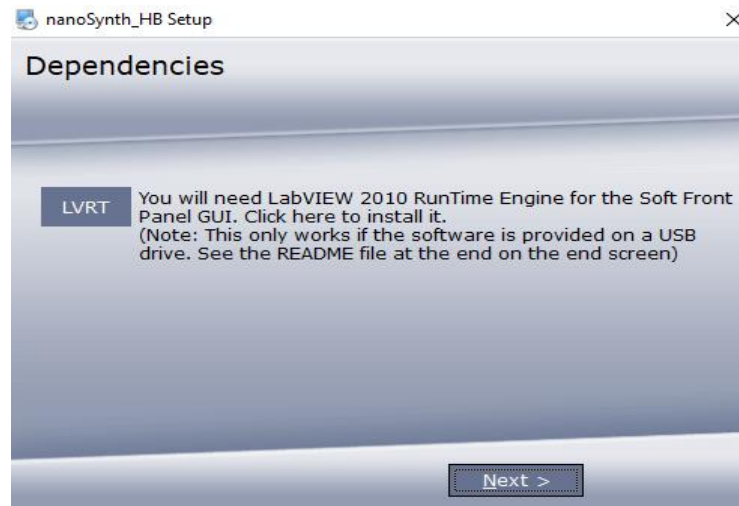 nanoSynth_HB Setup
Dependencies
LVRT
You will need LabVIEW 2010 RunTime Engine for the Soft Front
Panel GUI. Click here to install it.
(Note: This only works if the software is provided on a USB
drive. See the README file at the end on the end screen)
Next >